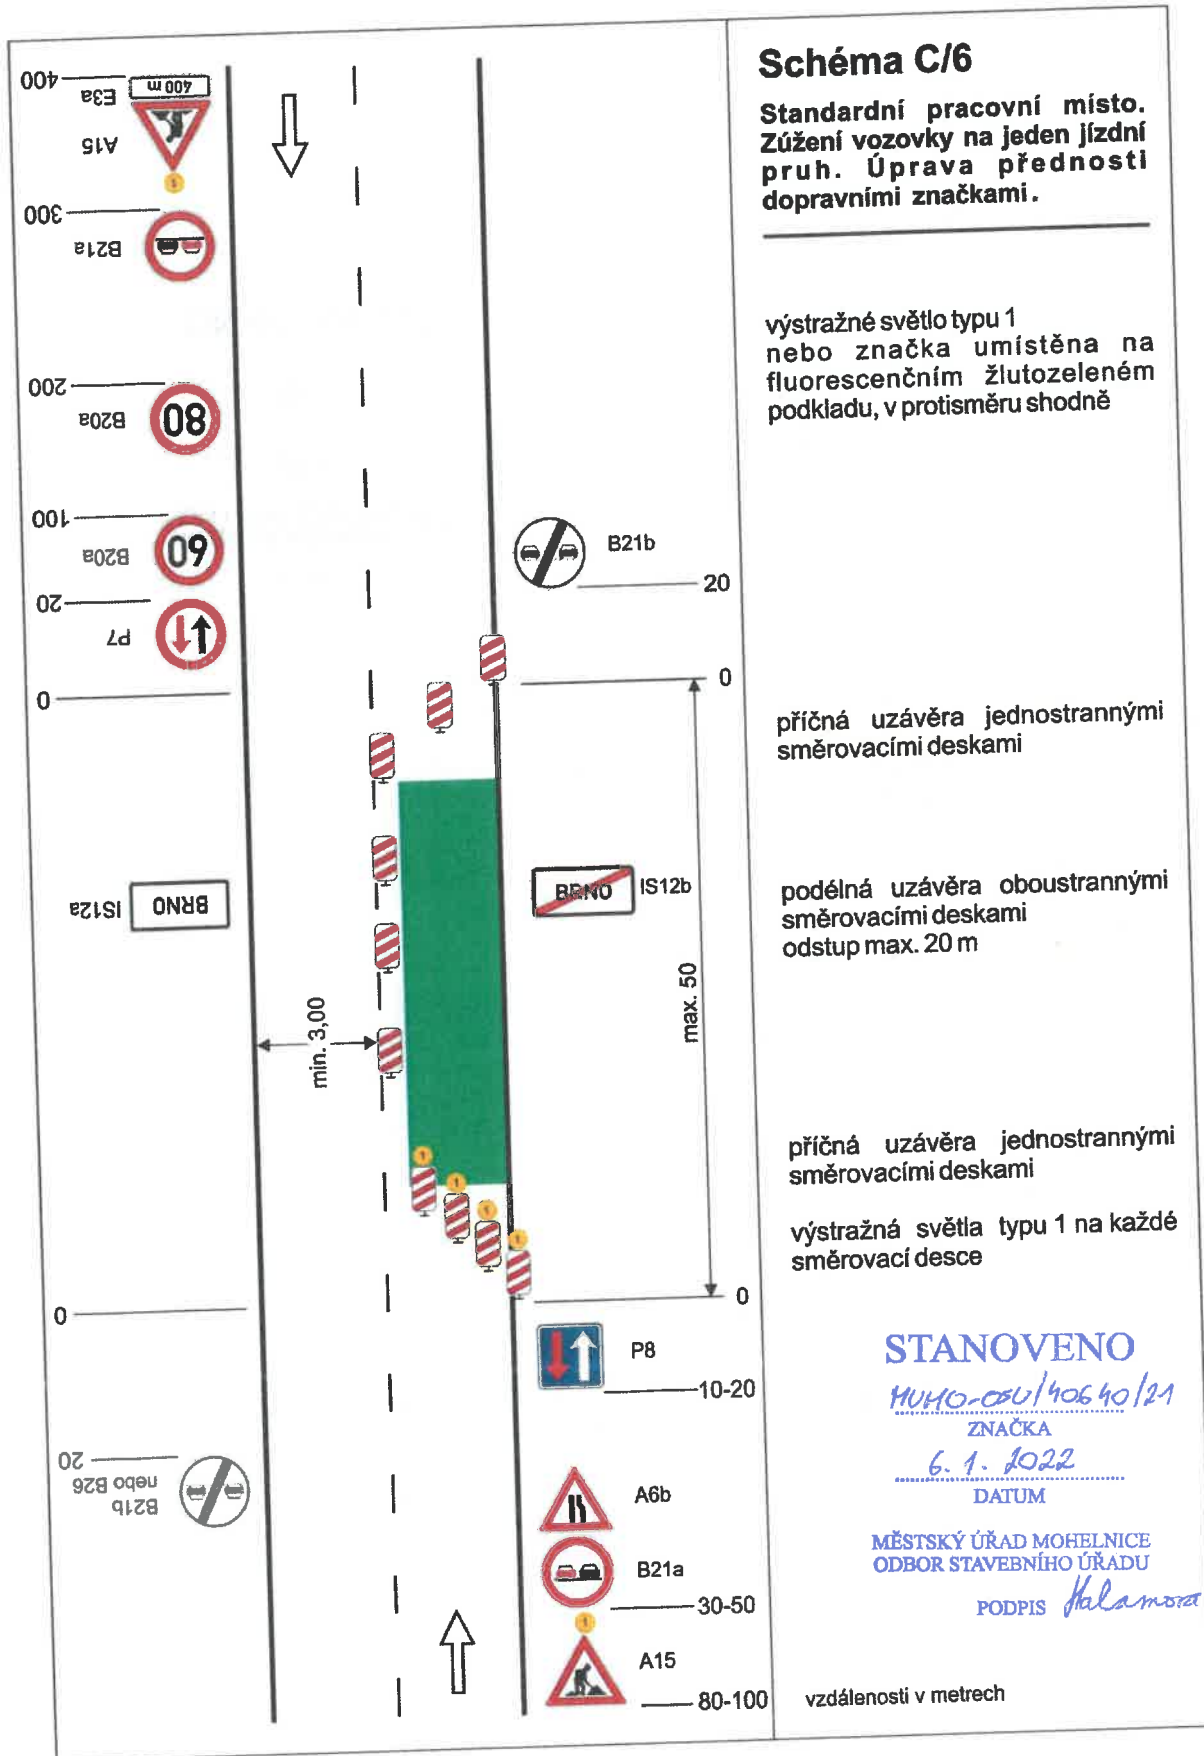 Schéma C/6
Standardní pracovní místo.
Zúžení vozovky na jeden jízdní
pruh. Úprava přednosti
dopravními značkami.
výstražné světlo typu 1
nebo značka umístěna na
fluorescenčním žlutozeleném
podkladu, v protisměru shodně
příčná uzávěra jednostrannými
směrovacími deskami
podélná uzávěra oboustrannými
směrovacími deskami
odstup max. 20 m
příčná uzávěra jednostrannými
směrovacími deskami
výstražná světla typu 1 na každé
směrovací desce
STANOVENO
MUMO-OSU/40640/21
ZNAČKA
6. 1. 2022
DATUM
MĚSTSKÝ ÚŘAD MOHELNICE
ODBOR STAVEBNÍHO ÚŘADU
PODPIS
vzdálenosti v metrech
400
E3a
400 m
A15
1
300
B21a
200
B20a
80
100
B20a
60
20
P7
0
IS12a
BRNO
min. 3,00
0
20
B21b
nebo B26
B21b
20
0
BRNO
IS12b
max. 50
1
1
1
1
0
P8
10-20
A6b
B21a
30-50
1
A15
80-100